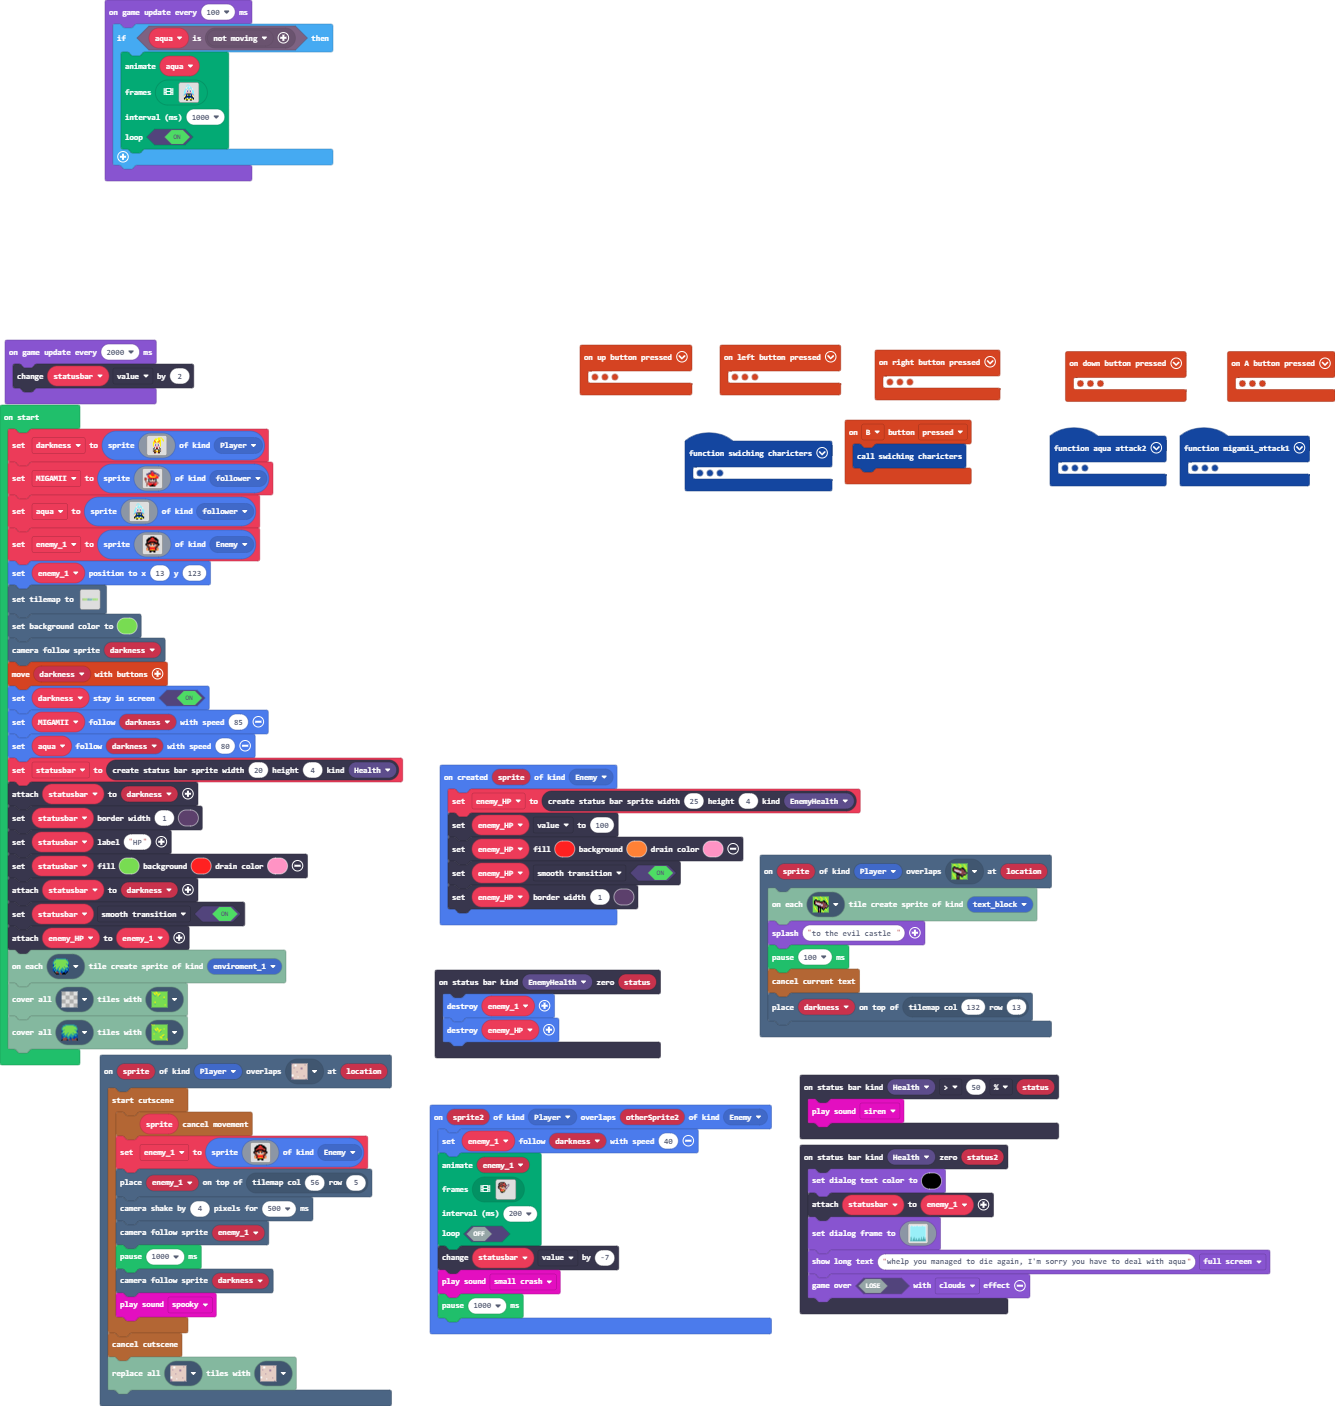 on game update every 100 ms
if aqua is not moving then
animate aqua
frames
interval (ms) 1000
loop ON
on game update every 2000 ms
change statusbar value by 2
on start
set darkness to sprite of kind Player
set MIGAMII to sprite of kind follower
set aqua to sprite of kind follower
set enemy_1 to sprite of kind Enemy
set enemy_1 position to x 13 y 123
set tilemap to
set background color to
camera follow sprite darkness
move darkness with buttons
set darkness stay in screen ON
set MIGAMII follow darkness with speed 85
set aqua follow darkness with speed 80
set statusbar to create status bar sprite width 20 height 4 kind Health
attach statusbar to darkness
set statusbar border width 1
set statusbar label "HP"
set statusbar fill background drain color
attach statusbar to darkness
set statusbar smooth transition ON
attach enemy_HP to enemy_1
on each tile create sprite of kind enviroment_1
cover all tiles with
cover all tiles with
on sprite of kind Player overlaps at location
start cutscene
sprite cancel movement
set enemy_1 to sprite of kind Enemy
place enemy_1 on top of tilemap col 56 row 5
camera shake by 4 pixels for 500 ms
camera follow sprite enemy_1
pause 1000 ms
camera follow sprite darkness
play sound spooky
cancel cutscene
replace all tiles with
on up button pressed
on left button pressed
on right button pressed
on down button pressed
on A button pressed
function swiching charicters
on B button pressed
call swiching charicters
function aqua attack2
function migamii_attack1
on created sprite of kind Enemy
set enemy_HP to create status bar sprite width 25 height 4 kind EnemyHealth
set enemy_HP value to 100
set enemy_HP fill background drain color
set enemy_HP smooth transition ON
set enemy_HP border width 1
on status bar kind EnemyHealth zero status
destroy enemy_1
destroy enemy_HP
on sprite2 of kind Player overlaps otherSprite2 of kind Enemy
set enemy_1 follow darkness with speed 40
animate enemy_1
frames
interval (ms) 200
loop OFF
change statusbar value by -7
play sound small crash
pause 1000 ms
on sprite of kind Player overlaps at location
on each tile create sprite of kind text_block
splash "to the evil castle "
pause 100 ms
cancel current text
place darkness on top of tilemap col 132 row 13
on status bar kind Health > 50 % status
play sound siren
on status bar kind Health zero status2
set dialog text color to
attach statusbar to enemy_1
set dialog frame to
show long text "whelp you managed to die again, I'm sorry you have to deal with aqua" full screen
game over LOSE with clouds effect